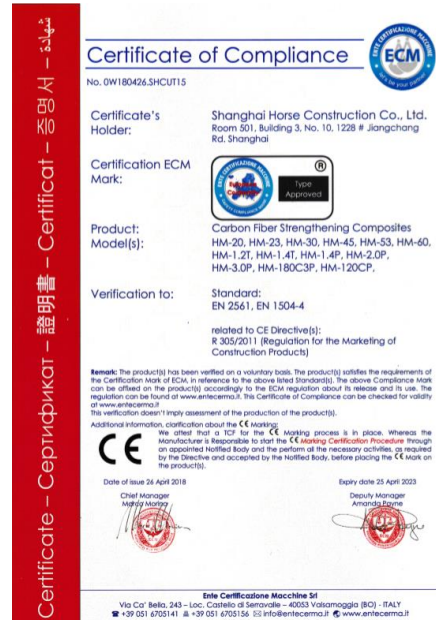 Certificate – Сертификат – 證明書 – Certificat – 증명서 – شهادة
Certificate of Compliance
ENTE CERTIFICAZIONE MACCHINE
ECM
let's be your partner
No. 0W180426.SHCUT15
Certificate's Holder:
Shanghai Horse Construction Co., Ltd.
Room 501, Building 3, No. 10, 1228 # Jiangchang
Rd. Shanghai
Certification ECM Mark:
ECM
®
Type
Approved
Product:
Carbon Fiber Strengthening Composites
Model(s):
HM-20, HM-23, HM-30, HM-45, HM-53, HM-60,
HM-1.2T, HM-1.4T, HM-1.4P, HM-2.0P,
HM-3.0P, HM-180C3P, HM-120CP,
Verification to:
Standard:
EN 2561, EN 1504-4
related to CE Directive(s):
R 305/2011 (Regulation for the Marketing of
Construction Products)
Remark: The product(s) has been verified on a voluntary basis. The product(s) satisfies the requirements of
the Certification Mark of ECM, in reference to the above listed Standard(s). The above Compliance Mark
can be affixed on the product(s) accordingly to the ECM regulation about its release and its use. The
regulation can be found at www.entecerma.it. This Certificate of Compliance can be checked for validity
at www.entecerma.it
This verification doesn't imply assessment of the production of the product(s).
Additional information, clarification about the CE Marking:
CE
We attest that a TCF for the CE Marking process is in place. Whereas the
Manufacturer is Responsible to start the CE Marking Certification Procedure through
an appointed Notified Body and the perform all the necessary activities, as required
by the Directive and accepted by the Notified Body, before placing the CE Mark on
the product(s).
Date of issue 26 April 2018
Expiry date 25 April 2023
Chief Manager
Deputy Manager
Amanda Payne
Ente Certificazione Macchine Srl
Via Ca' Bella, 243 – Loc. Castello di Serravalle – 40053 Valsamoggia (BO) - ITALY
+39 051 6705141 +39 051 6705156 info@entecerma.it www.entecerma.it